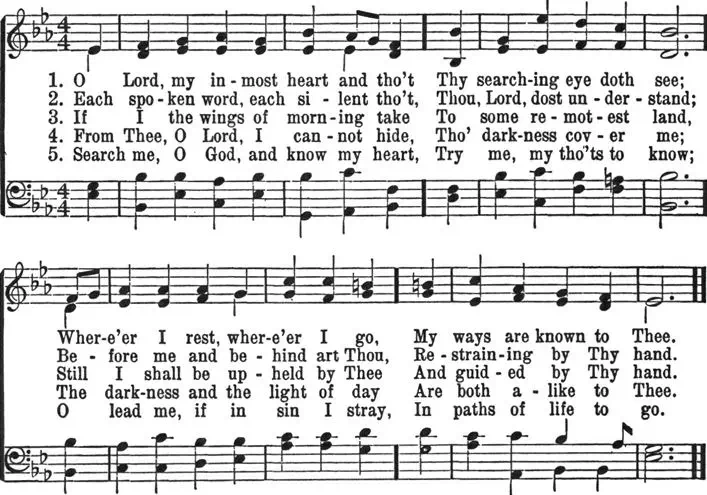 4
4
1. O Lord, my in-most heart and tho't Thy search-ing eye doth see;
2. Each spo-ken word, each si-lent tho't, Thou, Lord, dost un-der-stand;
3. If I the wings of morn-ing take To some re-mot-est land,
4. From Thee, O Lord, I can-not hide, Tho' dark-ness cov-er me;
5. Search me, O God, and know my heart, Try me, my tho'ts to know;
4
4
Wher-e'er I rest, wher-e'er I go, My ways are known to Thee.
Be-fore me and be-hind art Thou, Re-strain-ing by Thy hand.
Still I shall be up-held by Thee And guid-ed by Thy hand.
The dark-ness and the light of day Are both a-like to Thee.
O lead me, if in sin I stray, In paths of life to go.